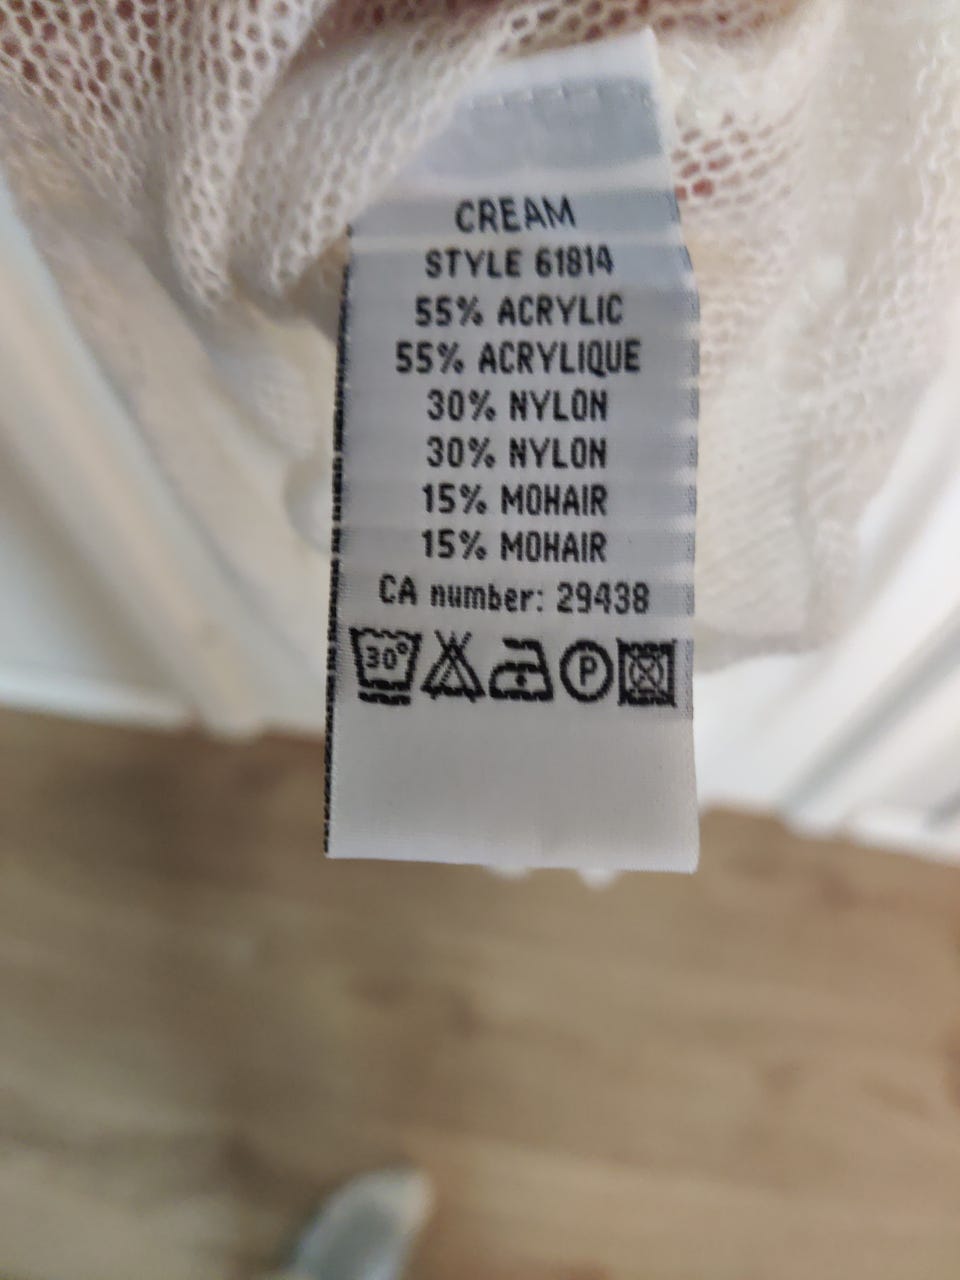 CREAM
STYLE 61814
55% ACRYLIC
55% ACRYLIQUE
30% NYLON
30% NYLON
15% MOHAIR
15% MOHAIR
CA number: 29438
30° P